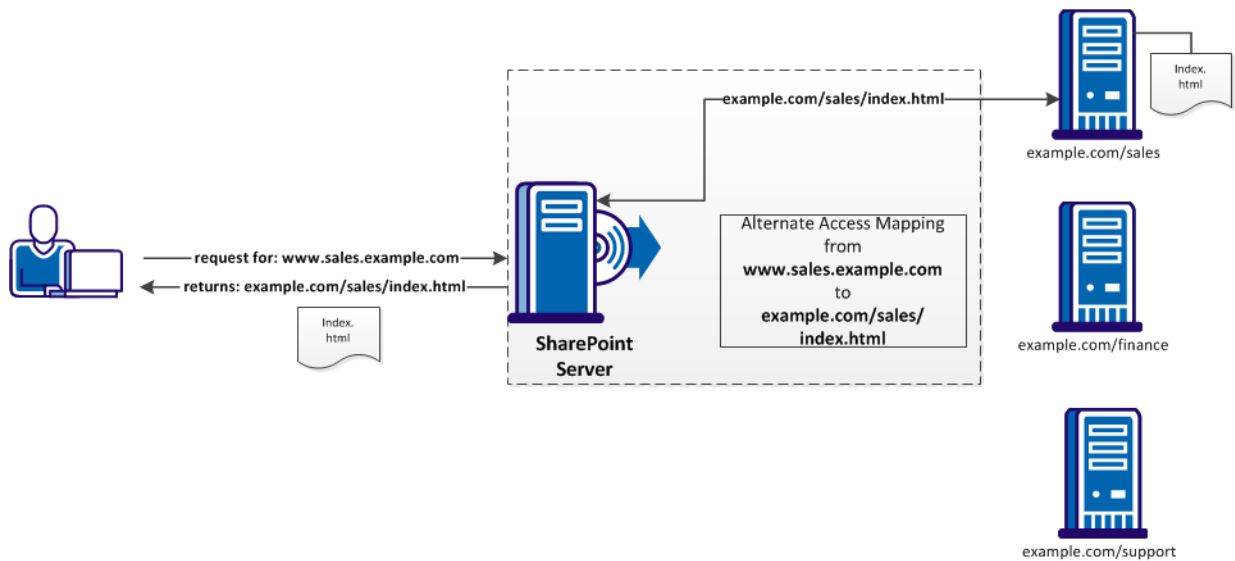 Index.
html
example.com/sales/index.html
example.com/sales
request for: www.sales.example.com
returns: example.com/sales/index.html
Index.
html
SharePoint
Server
Alternate Access Mapping
from
www.sales.example.com
to
example.com/sales/
index.html
example.com/finance
example.com/support